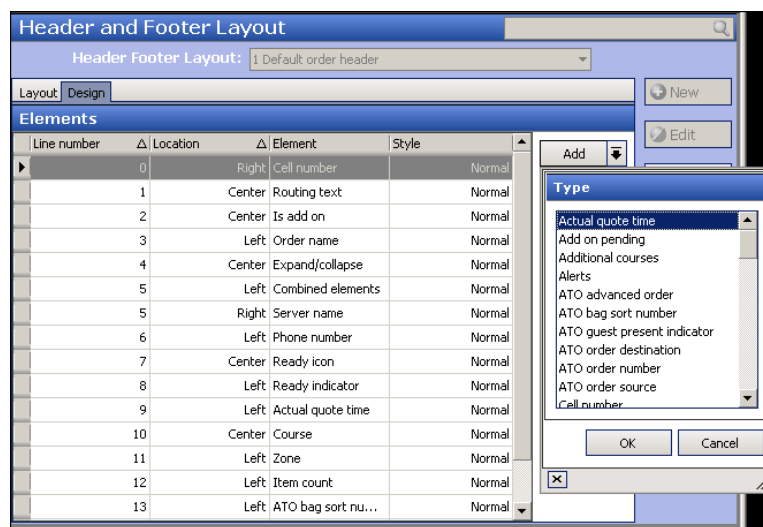 Header and Footer Layout
Header Footer Layout: 1 Default order header
Layout Design
New
Elements
Edit
Line number Location Element Style
Add
0 Right Cell number Normal
Type
1 Center Routing text Normal
2 Center Is add on Normal
3 Left Order name Normal
4 Center Expand/collapse Normal
5 Left Combined elements Normal
5 Right Server name Normal
6 Left Phone number Normal
7 Center Ready icon Normal
8 Left Ready indicator Normal
9 Left Actual quote time Normal
10 Center Course Normal
11 Left Zone Normal
12 Left Item count Normal
13 Left ATO bag sort nu... Normal
Actual quote time
Add on pending
Additional courses
Alerts
ATO advanced order
ATO bag sort number
ATO guest present indicator
ATO order destination
ATO order number
ATO order source
Cell number
OK Cancel